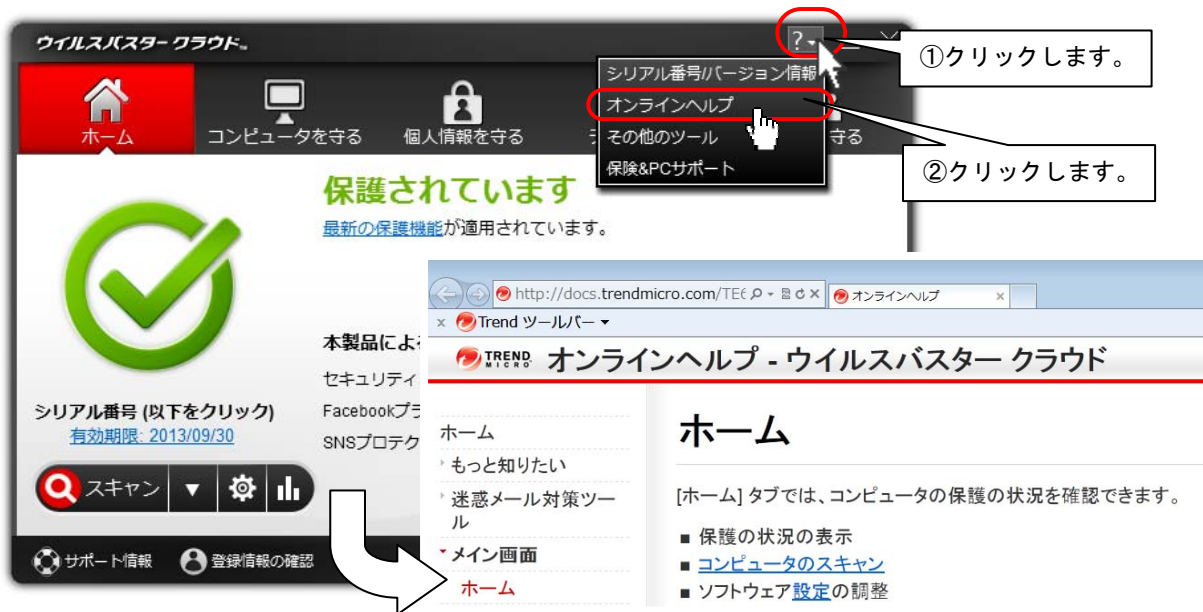 ウイルスバスター クラウド™
?
①クリックします。
シリアル番号/バージョン情報
オンラインヘルプ
その他のツール
保険&PCサポート
②クリックします。
ホーム
コンピュータを守る
個人情報を守る
守る
保護されています
最新の保護機能が適用されています。
本製品によ
セキュリティ
Facebookプラ
SNSプロテク
シリアル番号 (以下をクリック)
有効期限: 2013/09/30
スキャン
サポート情報
登録情報の確認
http://docs.trendmicro.com/TE
オンラインヘルプ
x Trend ツールバー
TREND MICRO オンラインヘルプ - ウイルスバスター クラウド
ホーム
もっと知りたい
迷惑メール対策ツー
ル
メイン画面
ホーム
ホーム
[ホーム] タブでは、コンピュータの保護の状況を確認できます。
■ 保護の状況の表示
■ コンピュータのスキャン
■ ソフトウェア設定の調整